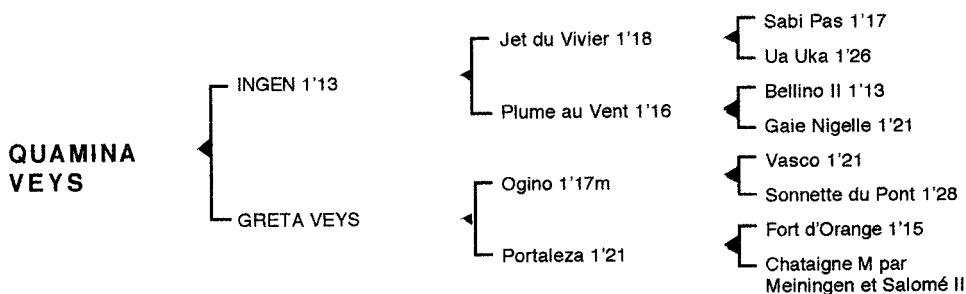 QUAMINA
VEYS
INGEN 1'13
GRETA VEYS
Jet du Vivier 1'18
Plume au Vent 1'16
Ogino 1'17m
Portaleza 1'21
Sabi Pas 1'17
Ua Uka 1'26
Bellino II 1'13
Gaie Nigelle 1'21
Vasco 1'21
Sonnette du Pont 1'28
Fort d'Orange 1'15
Chataigne M par
Meiningen et Salomé II